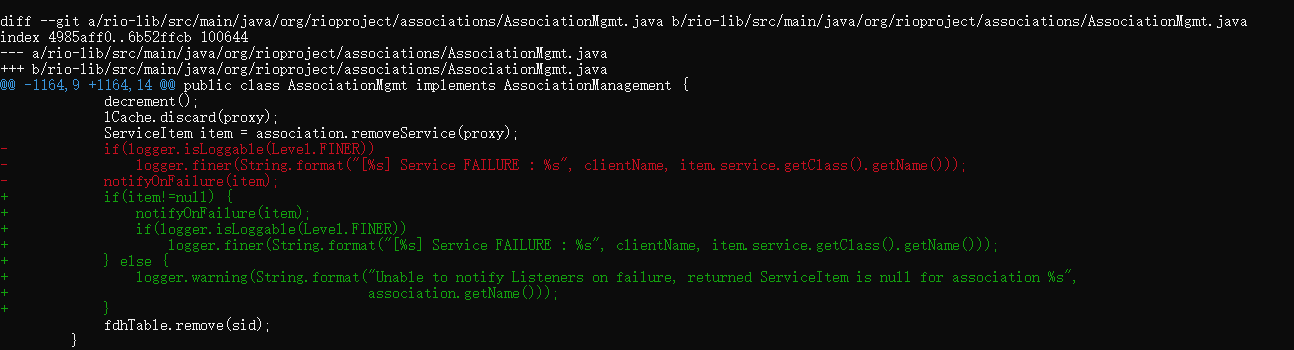 diff --git a/rio-lib/src/main/java/org/rioproject/associations/AssociationMgmt.java b/rio-lib/src/main/java/org/rioproject/associations/AssociationMgmt.java
index 4985aff0..6b52ffcb 100644
--- a/rio-lib/src/main/java/org/rioproject/associations/AssociationMgmt.java
+++ b/rio-lib/src/main/java/org/rioproject/associations/AssociationMgmt.java
@@ -1164,9 +1164,14 @@ public class AssociationMgmt implements AssociationManagement {
             decrement();
             lCache.discard(proxy);
             ServiceItem item = association.removeService(proxy);
-            if(logger.isLoggable(Level.FINER))
-                logger.finer(String.format("[%s] Service FAILURE : %s", clientName, item.service.getClass().getName()));
-            notifyOnFailure(item);
+            if(item!=null) {
+                notifyOnFailure(item);
+                if(logger.isLoggable(Level.FINER))
+                    logger.finer(String.format("[%s] Service FAILURE : %s", clientName, item.service.getClass().getName()));
+            } else {
+                logger.warning(String.format("Unable to notify Listeners on failure, returned ServiceItem is null for association %s",
+                                             association.getName()));
+            }
             fdhTable.remove(sid);
         }